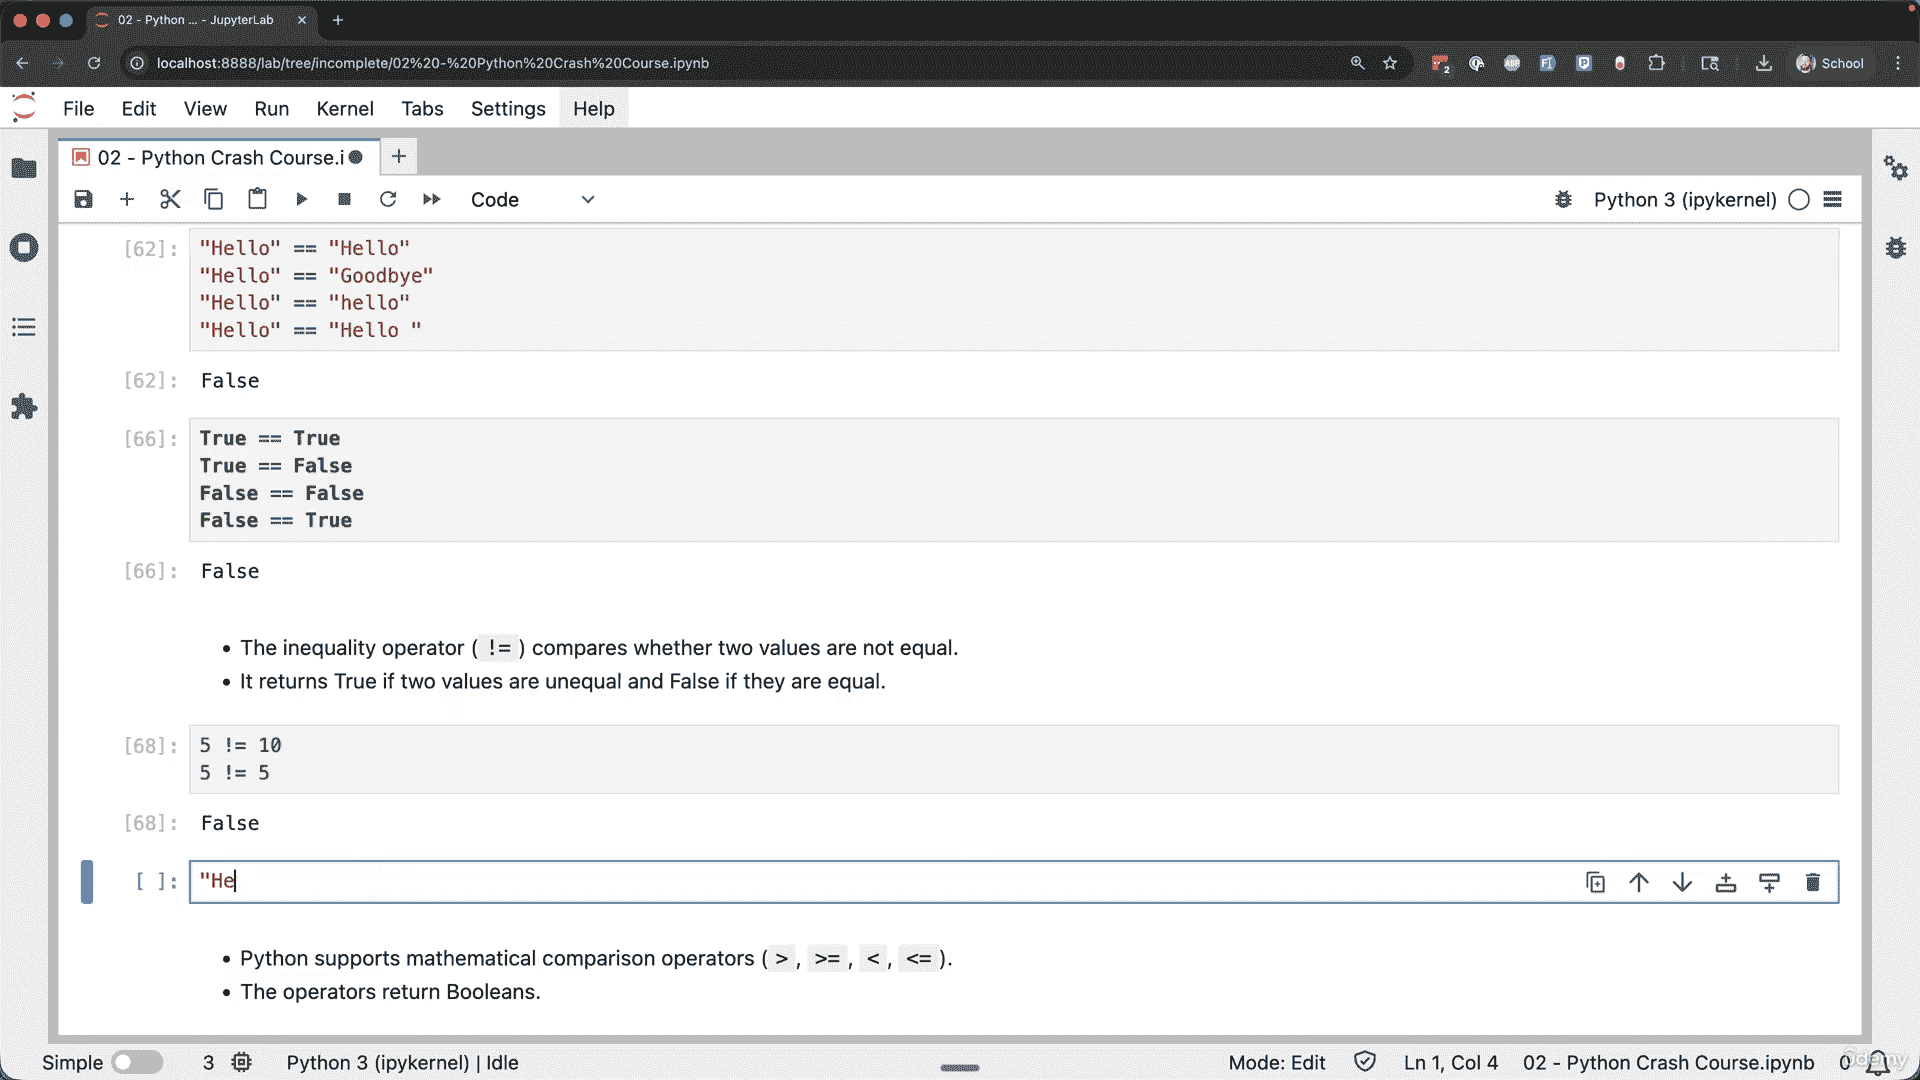 02 - Python ... - JupyterLab
localhost:8888/lab/tree/incomplete/02%20-%20Python%20Crash%20Course.ipynb
2
ABP
School
File Edit View Run Kernel Tabs Settings Help
02 - Python Crash Course.i
Code
Python 3 (ipykernel)
[62]: "Hello" == "Hello"
"Hello" == "Goodbye"
"Hello" == "hello"
"Hello" == "Hello "
[62]: False
[66]: True == True
True == False
False == False
False == True
[66]: False
• The inequality operator ( != ) compares whether two values are not equal.
• It returns True if two values are unequal and False if they are equal.
[68]: 5 != 10
5 != 5
[68]: False
[ ]: "He
• Python supports mathematical comparison operators ( > , >= , < , <= ).
• The operators return Booleans.
Simple 3 Python 3 (ipykernel) | Idle Mode: Edit Ln 1, Col 4 02 - Python Crash Course.ipynb 0
Udemy